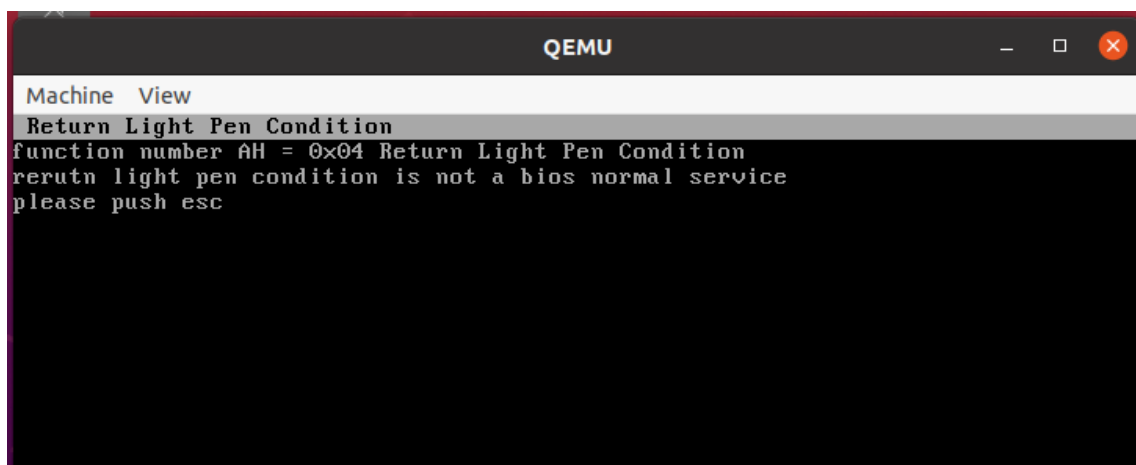 QEMU
Machine View
Return Light Pen Condition
function number AH = 0x04 Return Light Pen Condition
rerutn light pen condition is not a bios normal service
please push esc